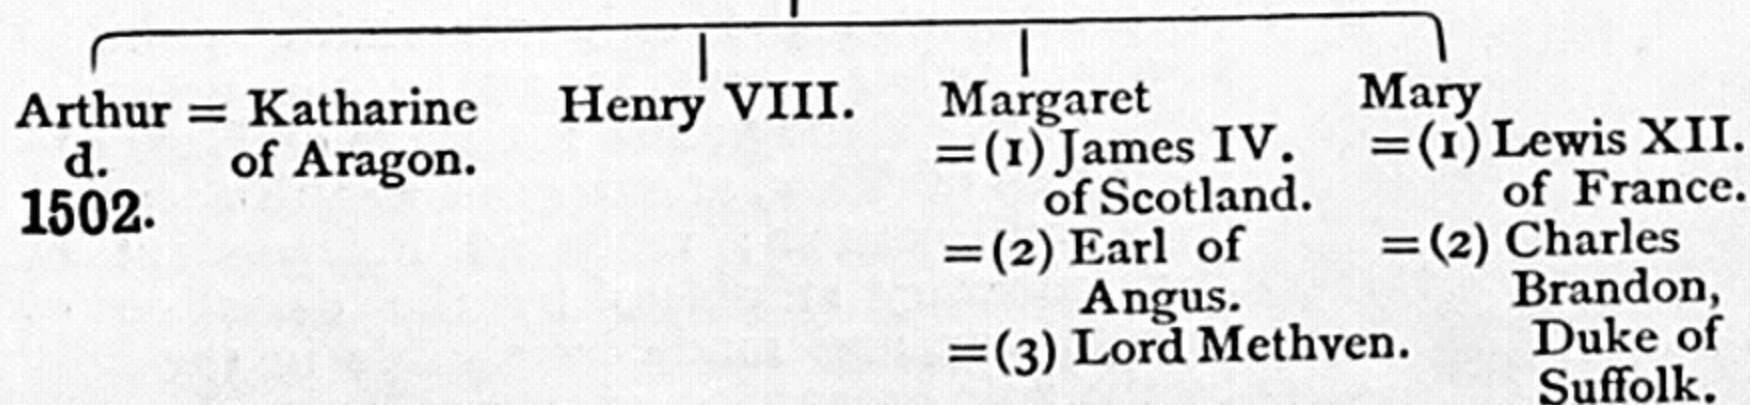 Arthur = Katharine
d. of Aragon.
1502.
Henry VIII.
Margaret
=(1) James IV.
of Scotland.
=(2) Earl of
Angus.
=(3) Lord Methven.
Mary
=(1) Lewis XII.
of France.
=(2) Charles
Brandon,
Duke of
Suffolk.